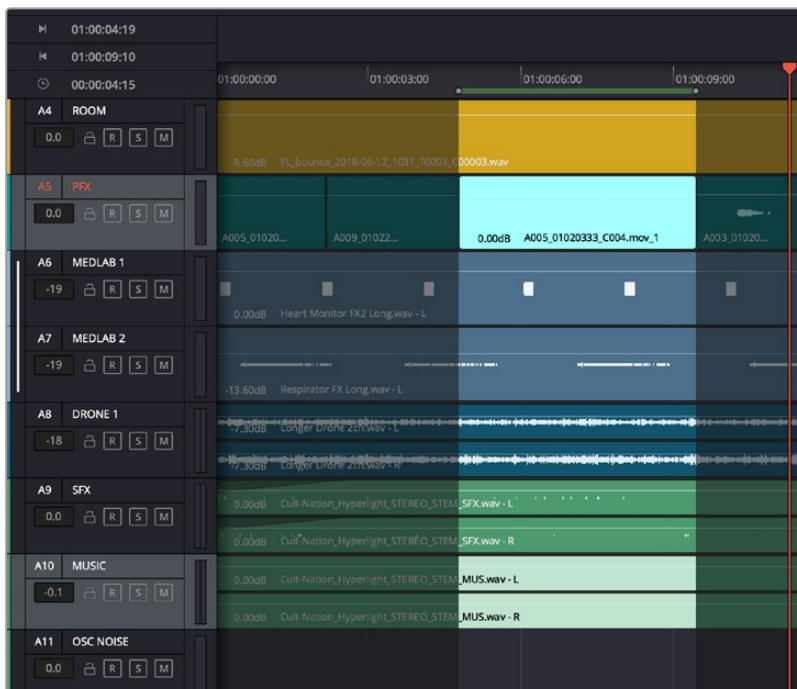 01:00:04:19
01:00:09:10
00:00:04:15
01:00:00:00 01:00:03:00 01:00:06:00 01:00:09:00
A4 ROOM
0.0 R S M
8.60dB FL_bounce_2018-06-12_1031_T0003_C00003.wav
A5 PFX
0.0 R S M
A005_01020... A009_01022... 0.00dB A005_01020333_C004.mov_1 A003_01020...
A6 MEDLAB 1
-19 R S M
0.00dB Heart Monitor FX2 Long.wav - L
A7 MEDLAB 2
-19 R S M
-13.60dB Respirator FX Long.wav - L
A8 DRONE 1
-7.30dB Longer Drone 2ch.wav - L
-18 R S M
-7.30dB Longer Drone 2ch.wav - R
A9 SFX
0.00dB Cult-Nation_Hyperlight_STEREO_STEM_SFX.wav - L
0.0 R S M
0.00dB Cult-Nation_Hyperlight_STEREO_STEM_SFX.wav - R
A10 MUSIC
0.00dB Cult-Nation_Hyperlight_STEREO_STEM_MUS.wav - L
-0.1 R S M
0.00dB Cult-Nation_Hyperlight_STEREO_STEM_MUS.wav - R
A11 OSC NOISE
0.0 R S M